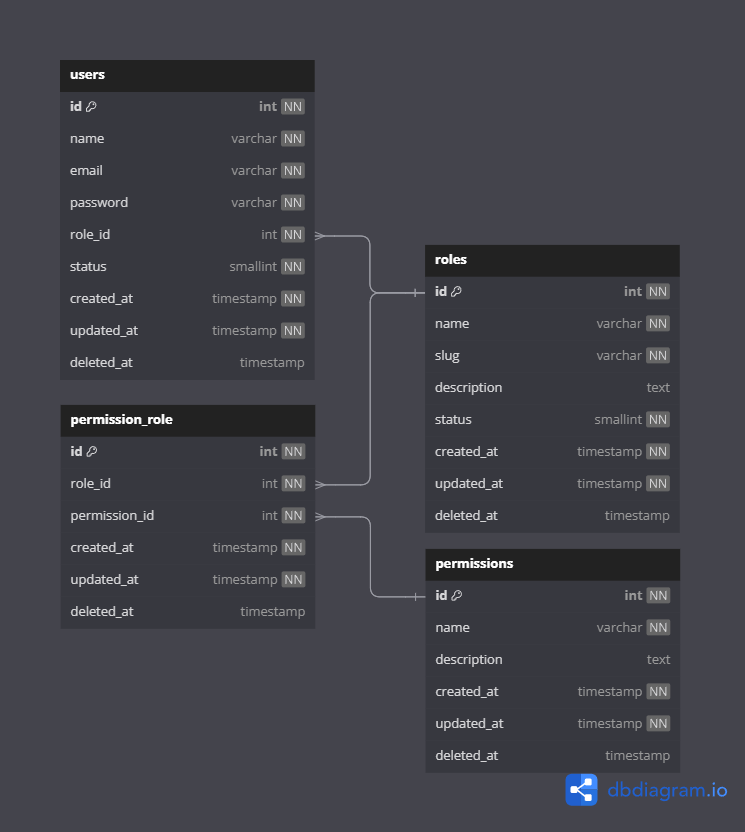 users
id int NN
name varchar NN
email varchar NN
password varchar NN
role_id int NN
status smallint NN
created_at timestamp NN
updated_at timestamp NN
deleted_at timestamp
permission_role
id int NN
role_id int NN
permission_id int NN
created_at timestamp NN
updated_at timestamp NN
deleted_at timestamp
roles
id int NN
name varchar NN
slug varchar NN
description text
status smallint NN
created_at timestamp NN
updated_at timestamp NN
deleted_at timestamp
permissions
id int NN
name varchar NN
description text
created_at timestamp NN
updated_at timestamp NN
deleted_at timestamp
dbdiagram.io